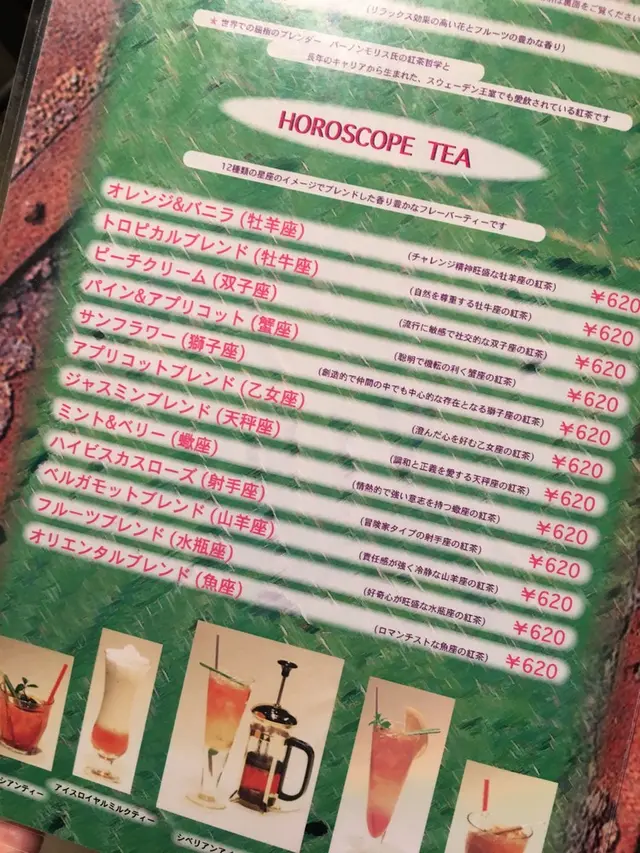 は裏面をご覧ください
(リラックス効果の高い花とフルーツの豊かな香り)
★世界での屈指のブレンダー バーノンモリス氏の紅茶哲学と
長年のキャリアから生まれた、スウェーデン王室でも愛飲されている紅茶です
HOROSCOPE TEA
12種類の星座のイメージでブレンドした香り豊かなフレーバーティーです
オレンジ&バニラ (牡羊座) (チャレンジ精神旺盛な牡羊座の紅茶) ¥620
トロピカルブレンド (牡牛座) (自然を尊重する牡牛座の紅茶) ¥620
ピーチクリーム (双子座) (流行に敏感で社交的な双子座の紅茶) ¥620
パイン&アプリコット (蟹座) (聡明で機転の利く蟹座の紅茶) ¥620
サンフラワー (獅子座) (創造的で仲間の中でも中心的な存在となる獅子座の紅茶) ¥620
アプリコットブレンド (乙女座) (澄んだ心を好む乙女座の紅茶) ¥620
ジャスミンブレンド (天秤座) (調和と正義を愛する天秤座の紅茶) ¥620
ミント&ベリー (蠍座) (情熱的で強い意志を持つ蠍座の紅茶) ¥620
ハイビスカスローズ (射手座) (冒険家タイプの射手座の紅茶) ¥620
ベルガモットブレンド (山羊座) (責任感が強く冷静な山羊座の紅茶) ¥620
フルーツブレンド (水瓶座) (好奇心が旺盛な水瓶座の紅茶) ¥620
オリエンタルブレンド (魚座) (ロマンチストな魚座の紅茶) ¥620
シアンティー
アイスロイヤルミルクティー
シベリアンアイ